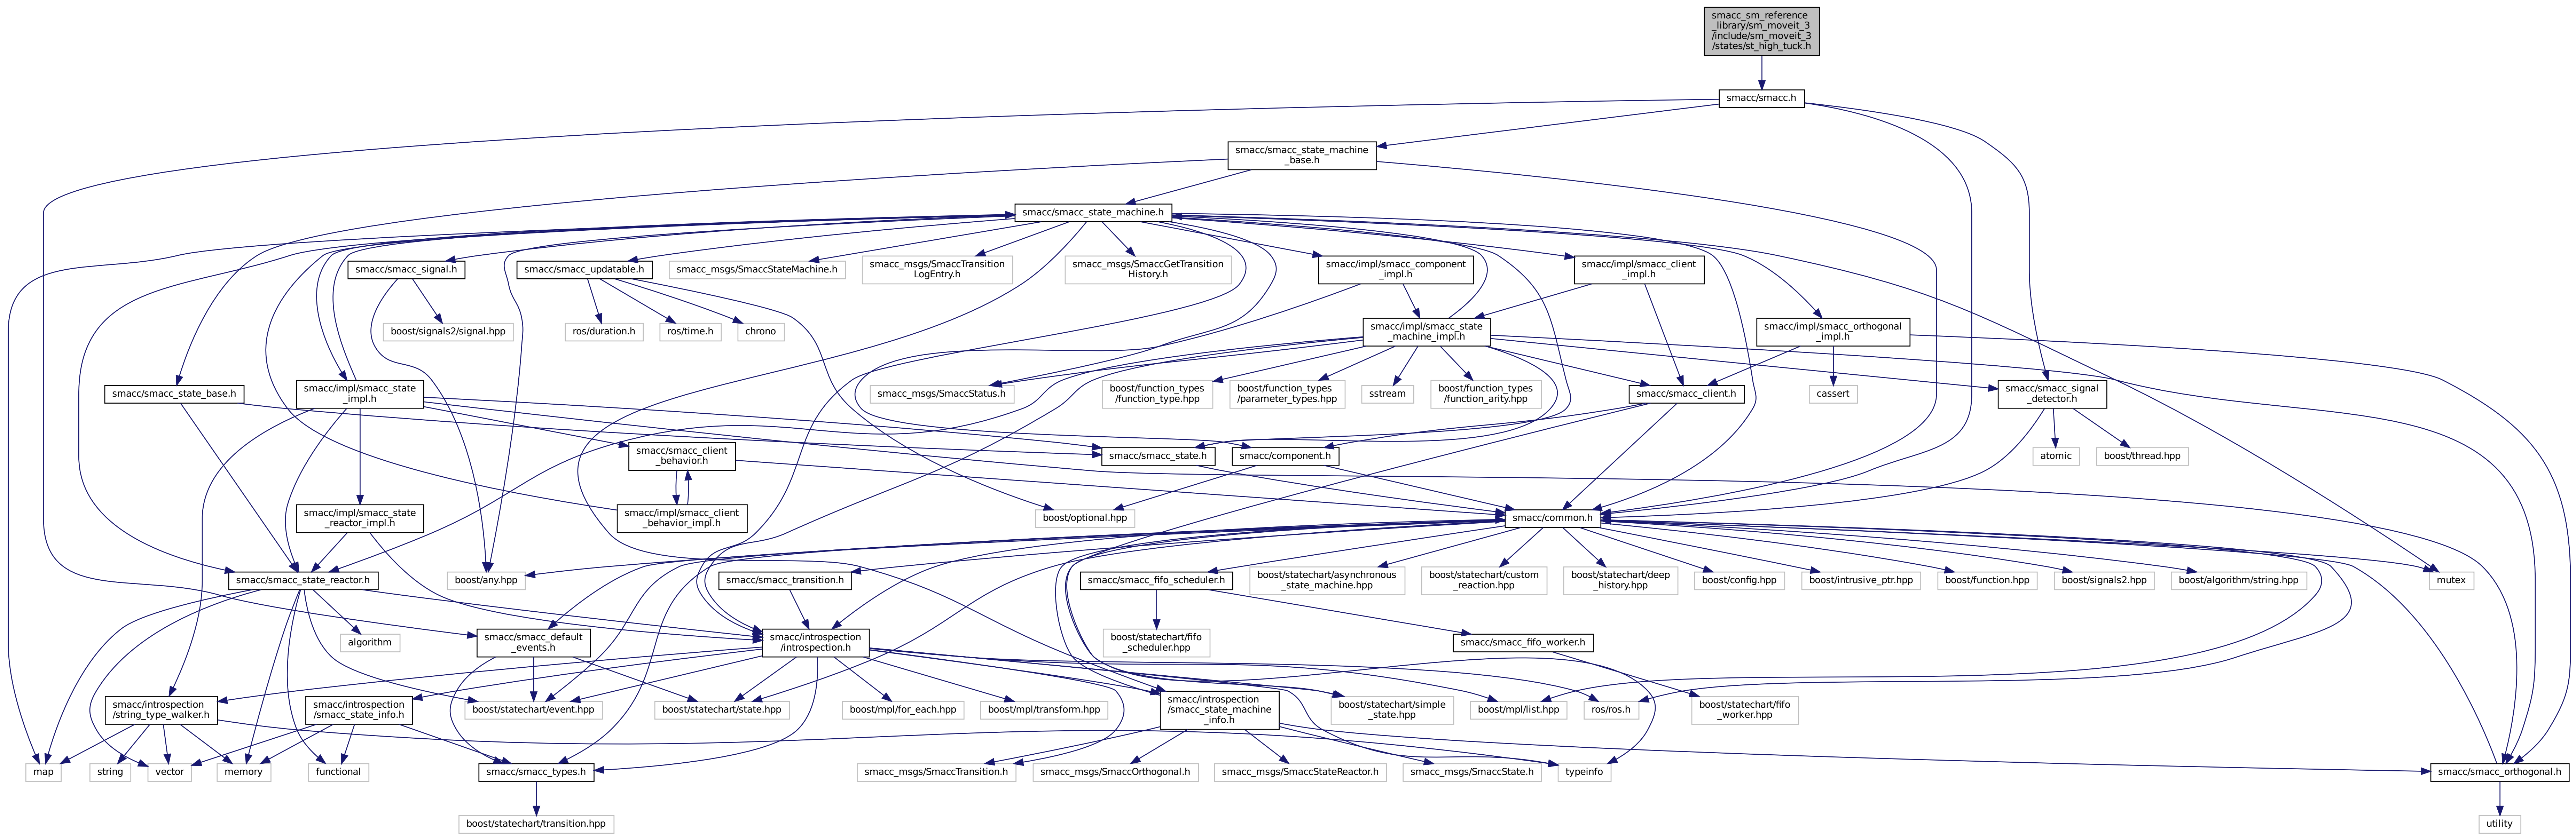 smacc_sm_reference
_library/sm_moveit_3
/include/sm_moveit_3
/states/st_high_tuck.h
smacc/smacc.h
smacc/smacc_state_machine
_base.h
smacc/smacc_state_machine.h
smacc/smacc_signal.h
smacc/smacc_updatable.h
smacc_msgs/SmaccStateMachine.h
smacc_msgs/SmaccTransition
LogEntry.h
smacc_msgs/SmaccGetTransition
History.h
smacc/impl/smacc_component
_impl.h
smacc/impl/smacc_client
_impl.h
boost/signals2/signal.hpp
ros/duration.h
ros/time.h
chrono
smacc/impl/smacc_state
_machine_impl.h
smacc/impl/smacc_orthogonal
_impl.h
smacc/smacc_state_base.h
smacc/impl/smacc_state
_impl.h
smacc_msgs/SmaccStatus.h
boost/function_types
/function_type.hpp
boost/function_types
/parameter_types.hpp
sstream
boost/function_types
/function_arity.hpp
smacc/smacc_client.h
cassert
smacc/smacc_signal
_detector.h
smacc/smacc_client
_behavior.h
smacc/smacc_state.h
smacc/component.h
atomic
boost/thread.hpp
smacc/impl/smacc_state
_reactor_impl.h
smacc/impl/smacc_client
_behavior_impl.h
boost/optional.hpp
smacc/common.h
smacc/smacc_state_reactor.h
boost/any.hpp
smacc/smacc_transition.h
smacc/smacc_fifo_scheduler.h
boost/statechart/asynchronous
_state_machine.hpp
boost/statechart/custom
_reaction.hpp
boost/statechart/deep
_history.hpp
boost/config.hpp
boost/intrusive_ptr.hpp
boost/function.hpp
boost/signals2.hpp
boost/algorithm/string.hpp
mutex
algorithm
smacc/smacc_default
_events.h
smacc/introspection
/introspection.h
boost/statechart/fifo
_scheduler.hpp
smacc/smacc_fifo_worker.h
smacc/introspection
/string_type_walker.h
smacc/introspection
/smacc_state_info.h
boost/statechart/event.hpp
boost/statechart/state.hpp
boost/mpl/for_each.hpp
boost/mpl/transform.hpp
smacc/introspection
/smacc_state_machine
_info.h
boost/statechart/simple
_state.hpp
boost/mpl/list.hpp
ros/ros.h
boost/statechart/fifo
_worker.hpp
map
string
vector
memory
functional
smacc/smacc_types.h
smacc_msgs/SmaccTransition.h
smacc_msgs/SmaccOrthogonal.h
smacc_msgs/SmaccStateReactor.h
smacc_msgs/SmaccState.h
typeinfo
smacc/smacc_orthogonal.h
boost/statechart/transition.hpp
utility